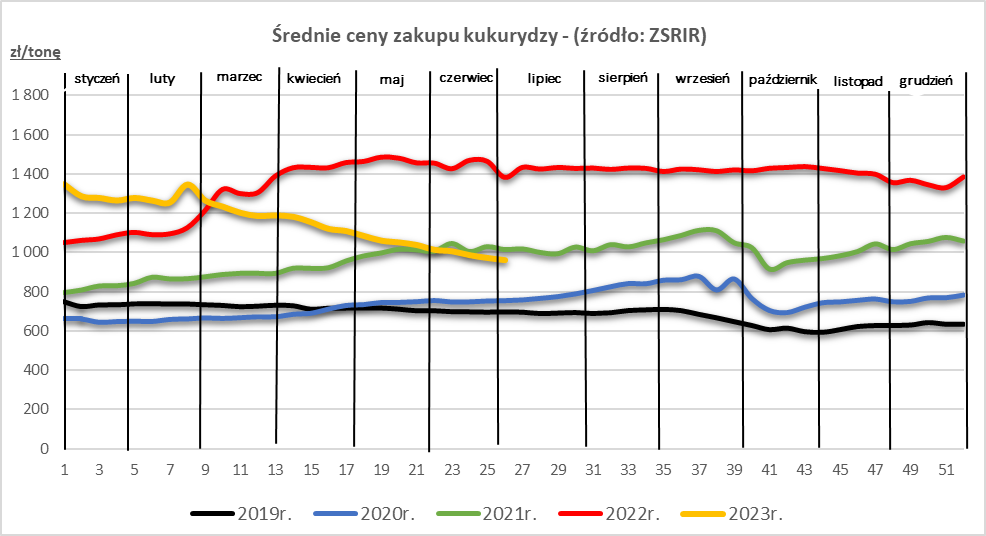 Średnie ceny zakupu kukurydzy - (źródło: ZSRIR)
zł/tonę
styczeń luty marzec kwiecień maj czerwiec lipiec sierpień wrzesień październik listopad grudzień
1 800
1 600
1 400
1 200
1 000
800
600
400
200
0
1 3 5 7 9 11 13 15 17 19 21 23 25 27 29 31 33 35 37 39 41 43 45 47 49 51
2019r. 2020r. 2021r. 2022r. 2023r.